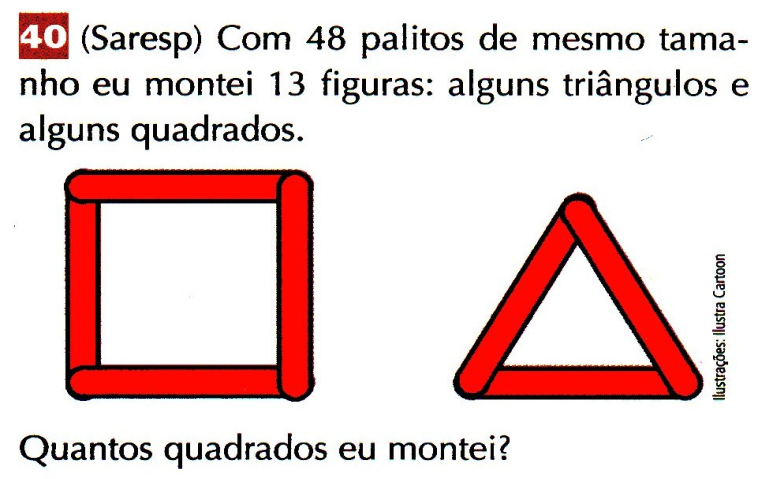 40 (Saresp) Com 48 palitos de mesmo tama-
nho eu montei 13 figuras: alguns triângulos e
alguns quadrados.
Ilustrações: Ilustra Cartoon
Quantos quadrados eu montei?